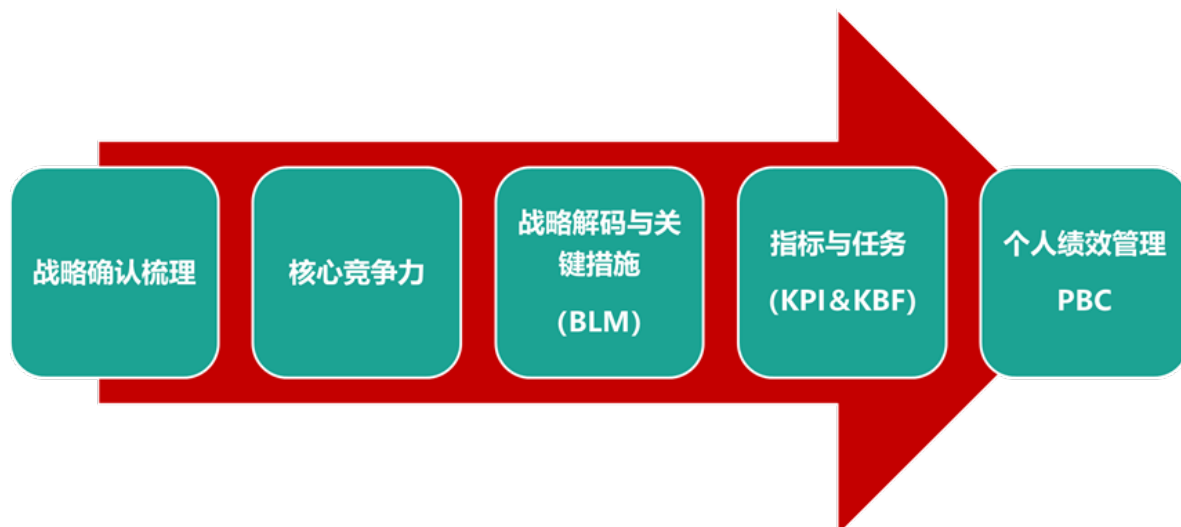 战略确认梳理
核心竞争力
战略解码与关
键措施
（BLM）
指标与任务
（KPI＆KBF）
个人绩效管理
PBC